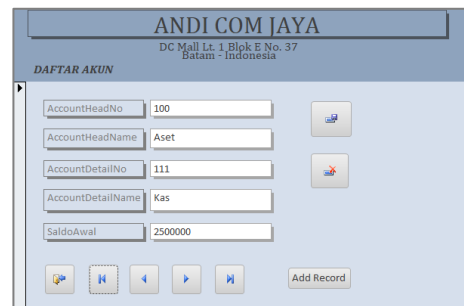 ANDI COM JAYA
DC Mall Lt. 1 Blok E No. 37
Batam - Indonesia
DAFTAR AKUN
AccountHeadNo 100
AccountHeadName Aset
AccountDetailNo 111
AccountDetailName Kas
SaldoAwal 2500000
Add Record